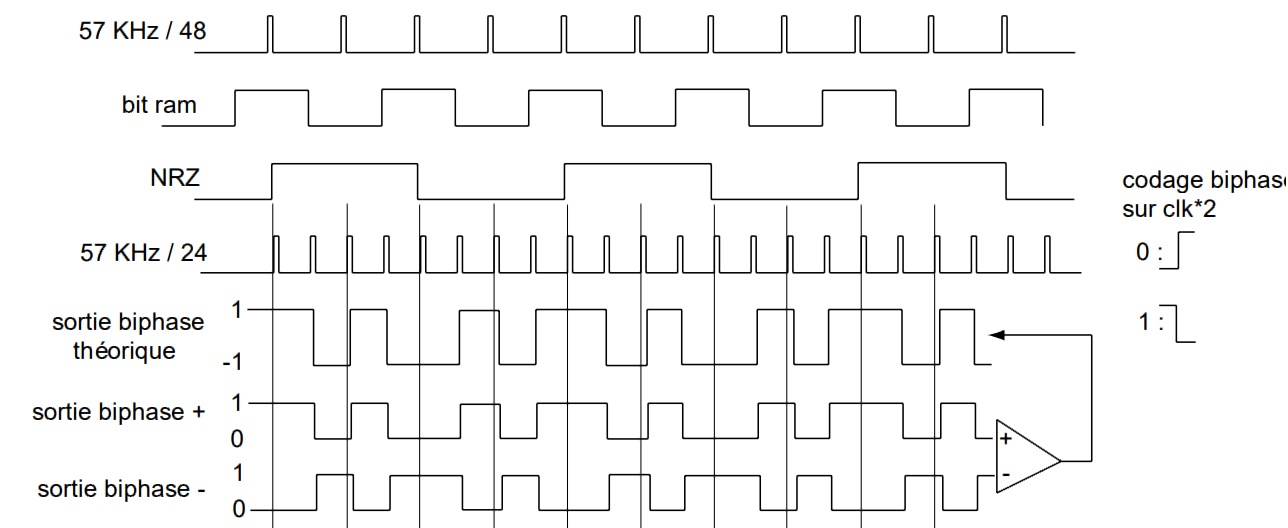 57 KHz / 48
bit ram
NRZ
codage biphase
sur clk*2
57 KHz / 24
0 :
1
sortie biphase
théorique
1 :
-1
1
sortie biphase +
0
+
1
-
sortie biphase -
0